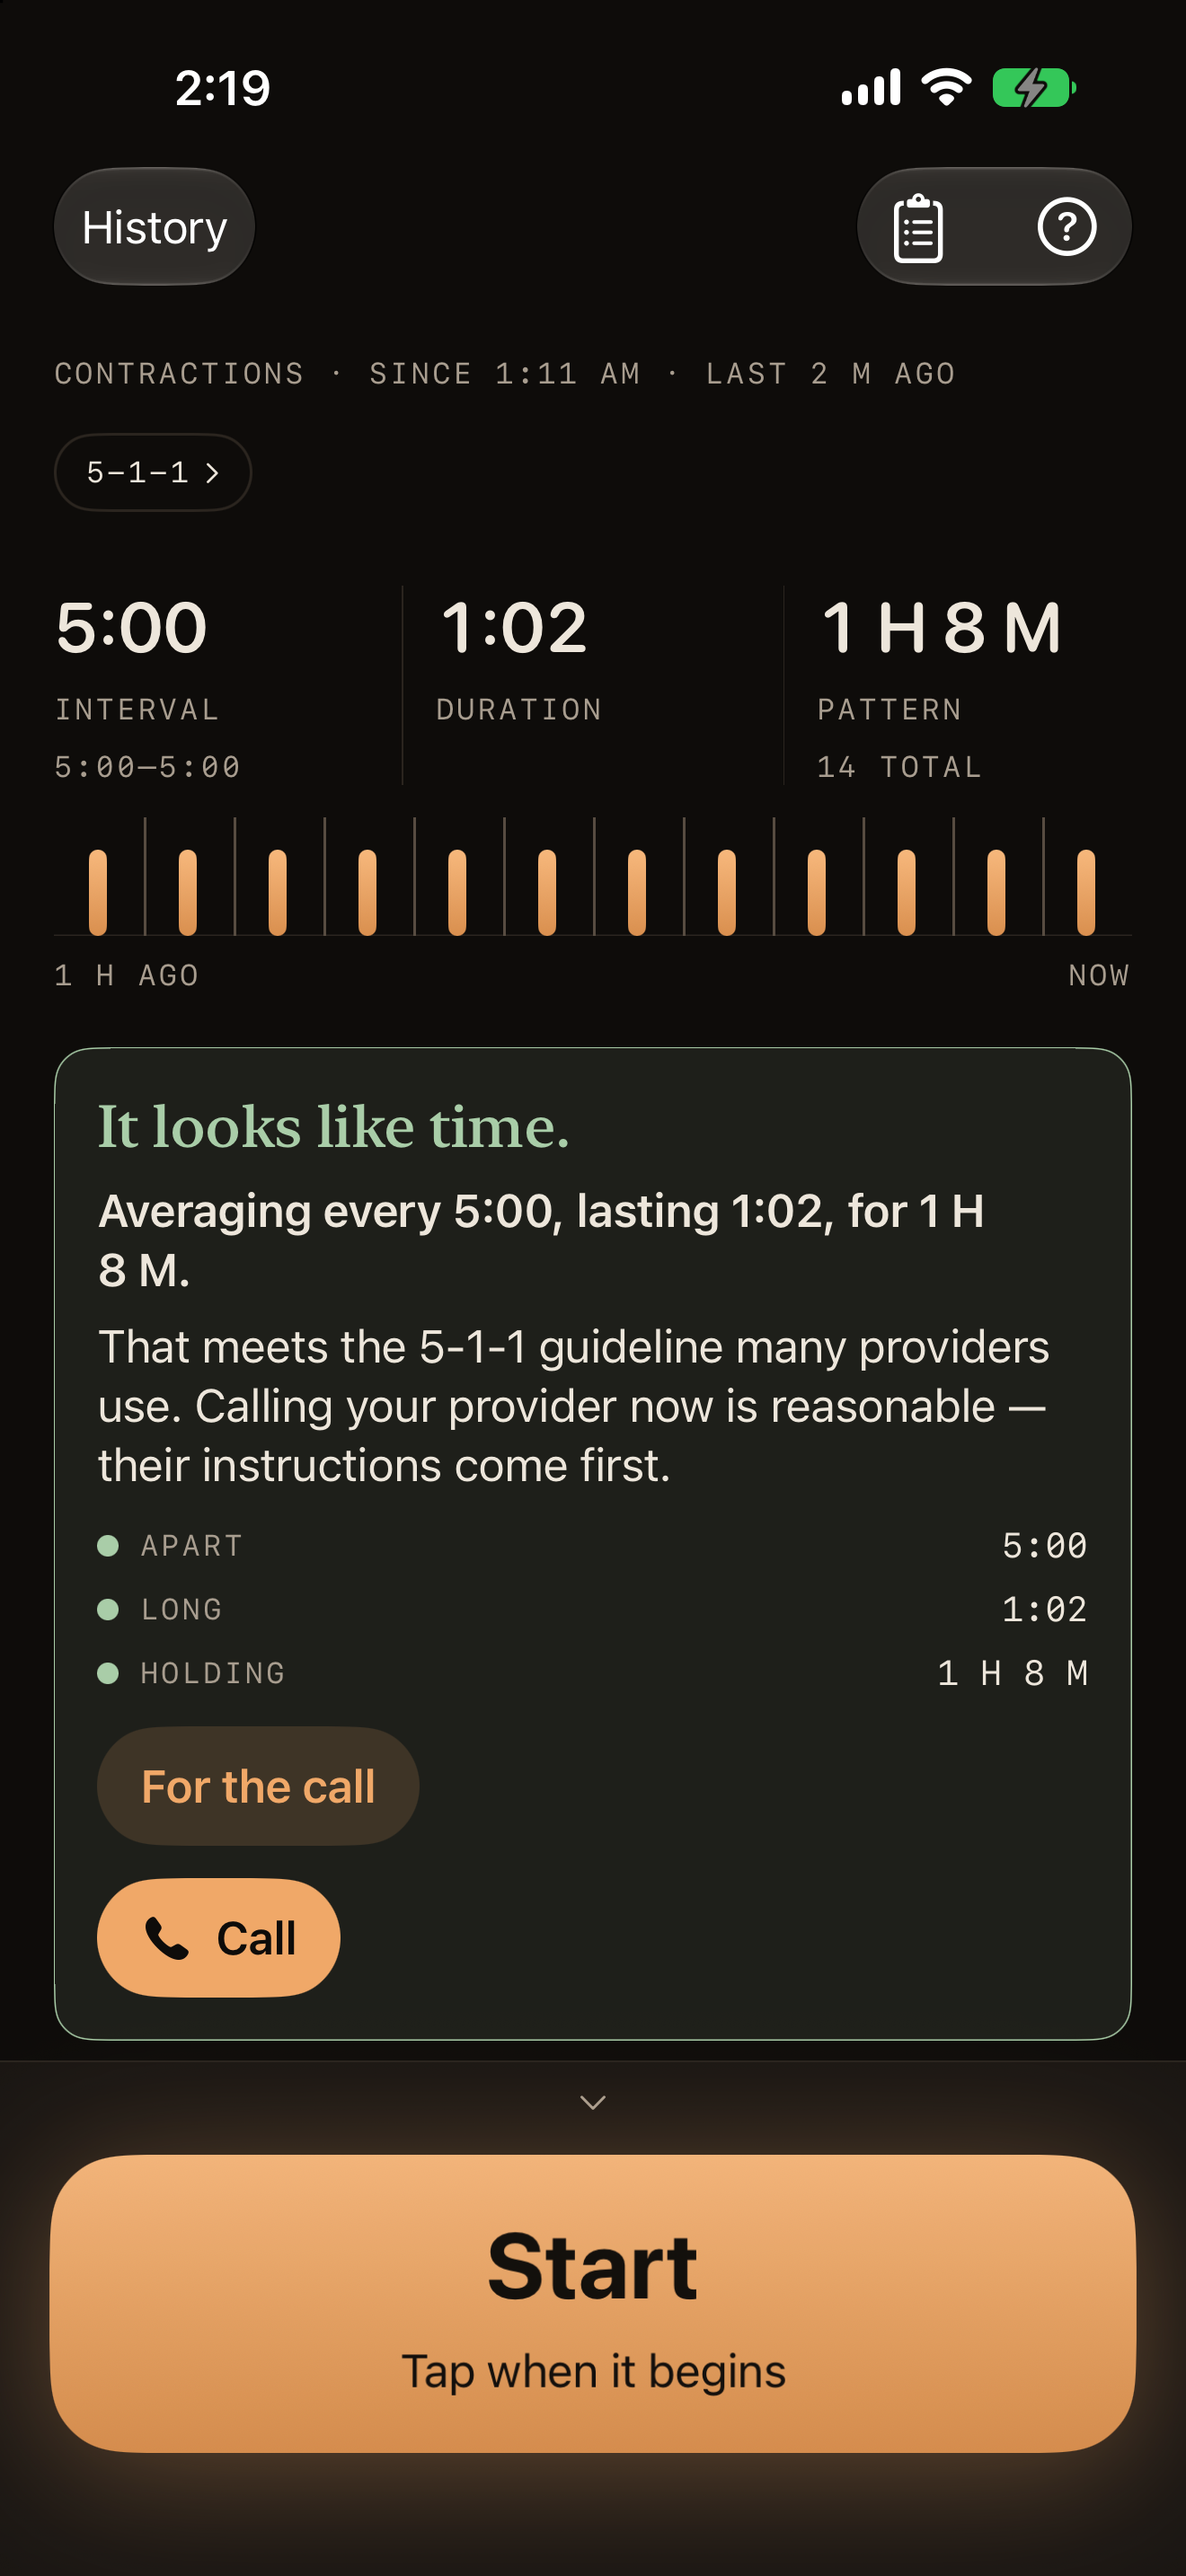 2:19
History
?
CONTRACTIONS · SINCE 1:11 AM · LAST 2 M AGO
5–1–1 >
5:00
1:02
1 H 8 M
INTERVAL
DURATION
PATTERN
5:00–5:00
14 TOTAL
1 H AGO
NOW
It looks like time.
Averaging every 5:00, lasting 1:02, for 1 H
8 M.
That meets the 5-1-1 guideline many providers
use. Calling your provider now is reasonable —
their instructions come first.
APART
5:00
LONG
1:02
HOLDING
1 H 8 M
For the call
Call
Start
Tap when it begins